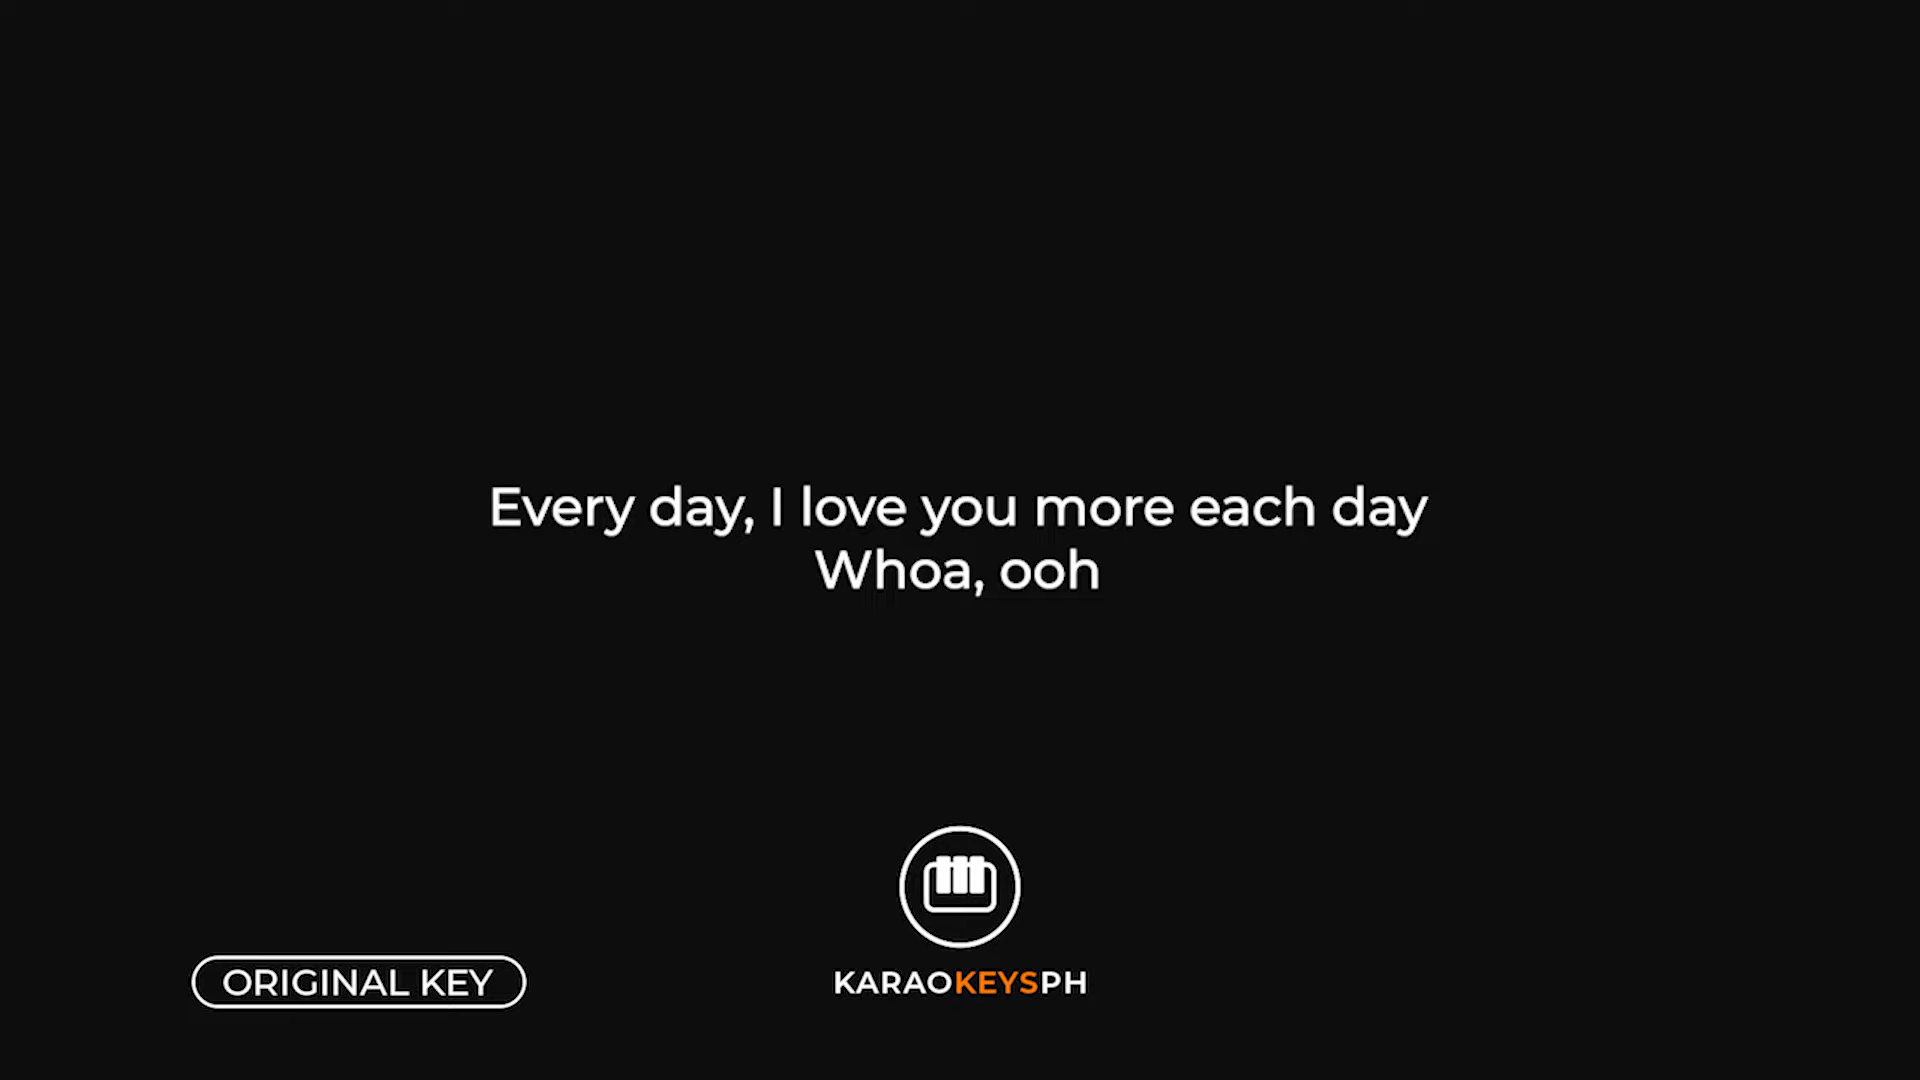 Every day, I love you more each day
Whoa, ooh
ORIGINAL KEY
KARAOKEYSPH